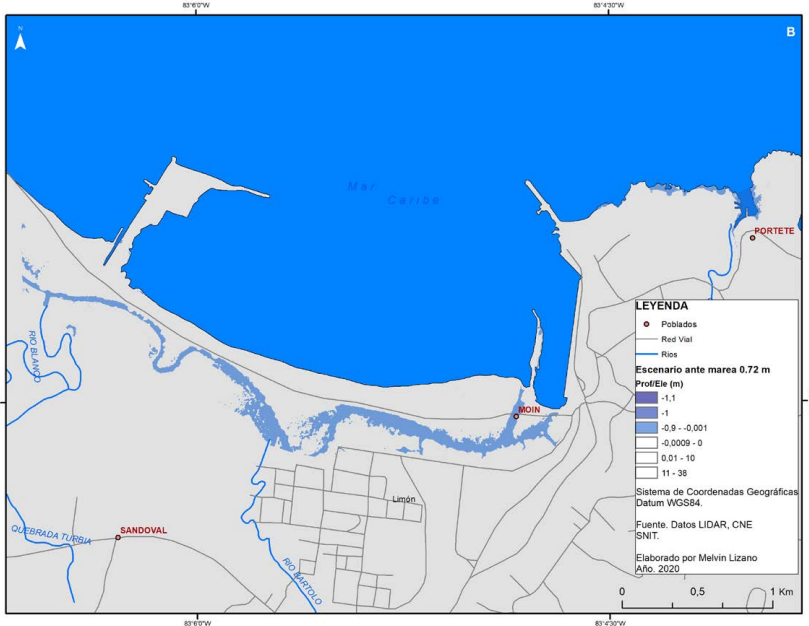 83°6'0"W
83°4'30"W
N
B
Mar
Caribe
PORTETE
RIO BLANCO
MOIN
Limón
SANDOVAL
QUEBRADA TURBIA
RIO BARTOLO
LEYENDA
Poblados
Red Vial
Rios
Escenario ante marea 0.72 m
Prof/Ele (m)
-1,1
-1
-0,9 - -0,001
-0,0009 - 0
0,01 - 10
11 - 38
Sistema de Coordenadas Geográficas
Datum WGS84.
Fuente. Datos LIDAR, CNE
SNIT.
Elaborado por Melvin Lizano
Año. 2020
0 0,5 1 Km
83°6'0"W
83°4'30"W